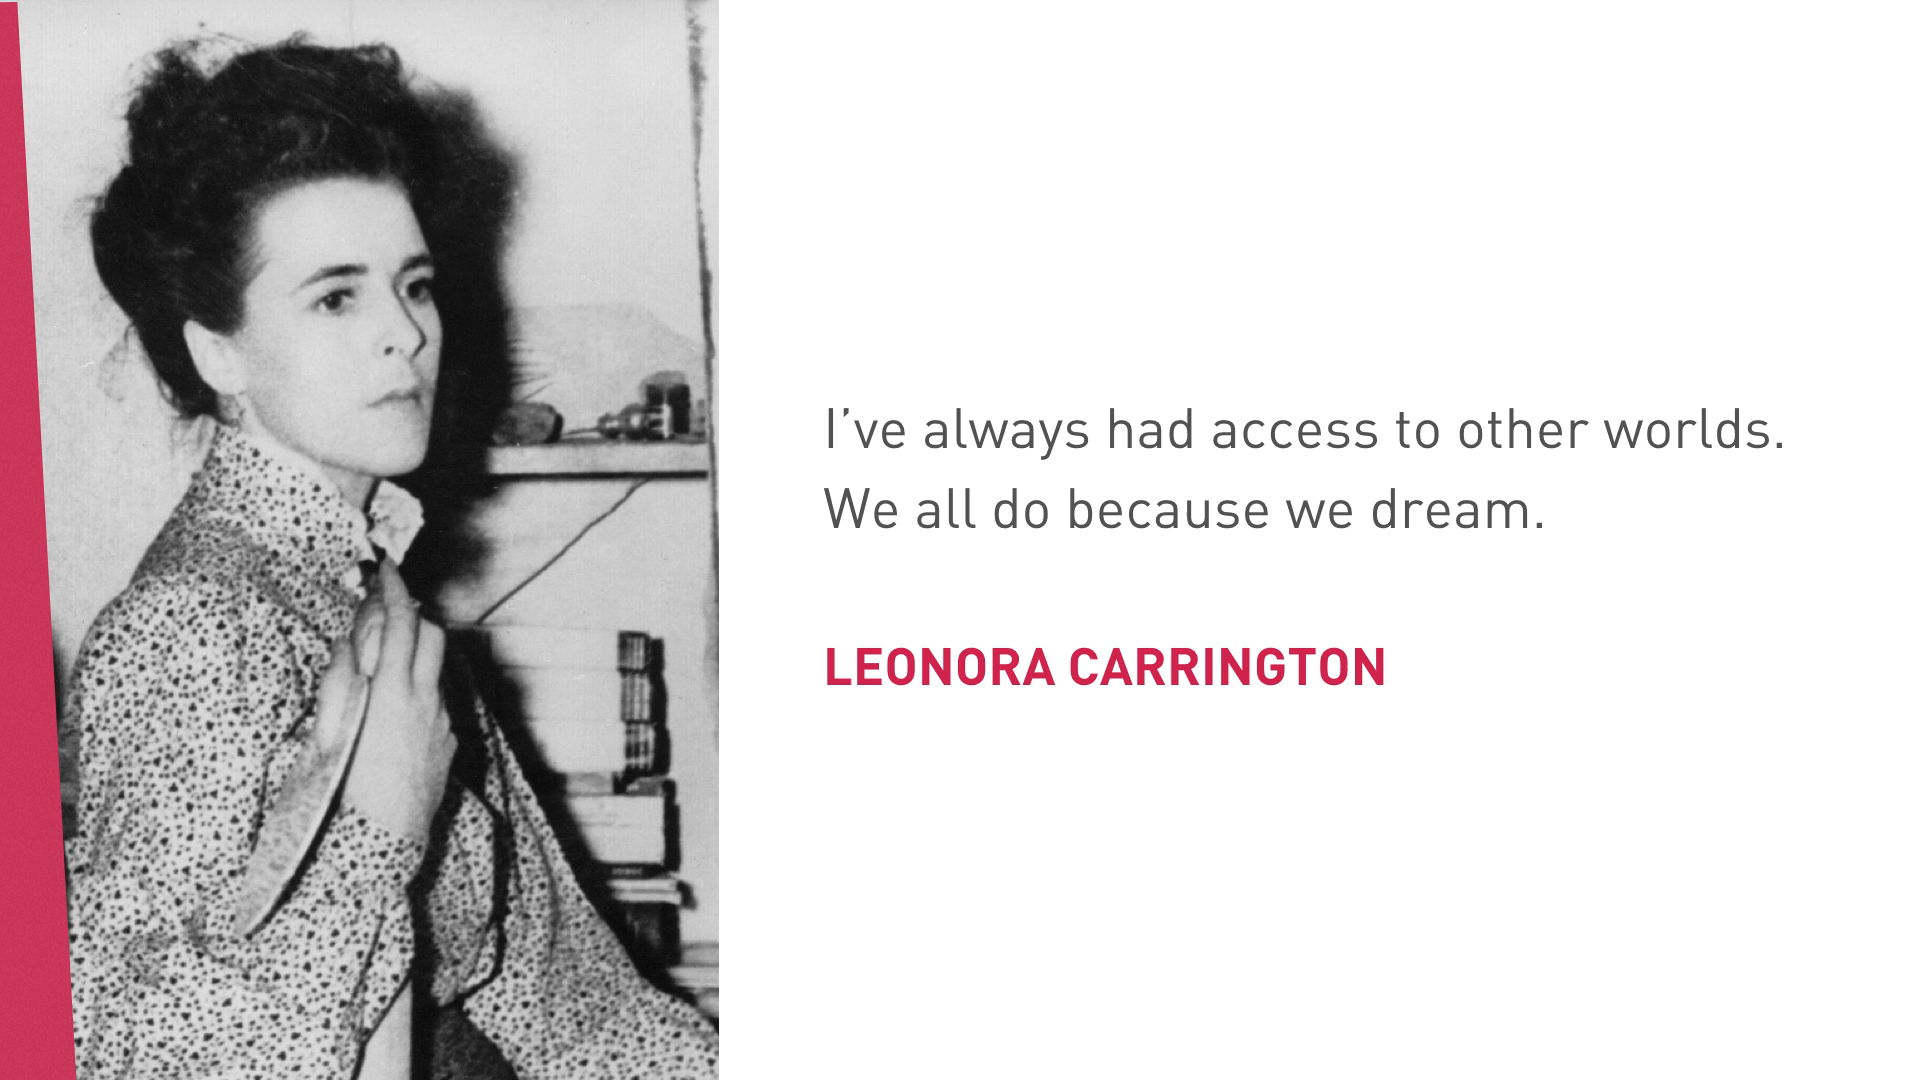 I’ve always had access to other worlds.
We all do because we dream.
LEONORA CARRINGTON